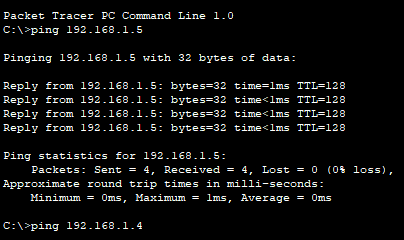 Packet Tracer PC Command Line 1.0
C:\>ping 192.168.1.5
Pinging 192.168.1.5 with 32 bytes of data:
Reply from 192.168.1.5: bytes=32 time=1ms TTL=128
Reply from 192.168.1.5: bytes=32 time<1ms TTL=128
Reply from 192.168.1.5: bytes=32 time<1ms TTL=128
Reply from 192.168.1.5: bytes=32 time<1ms TTL=128
Ping statistics for 192.168.1.5:
    Packets: Sent = 4, Received = 4, Lost = 0 (0% loss),
Approximate round trip times in milli-seconds:
    Minimum = 0ms, Maximum = 1ms, Average = 0ms
C:\>ping 192.168.1.4